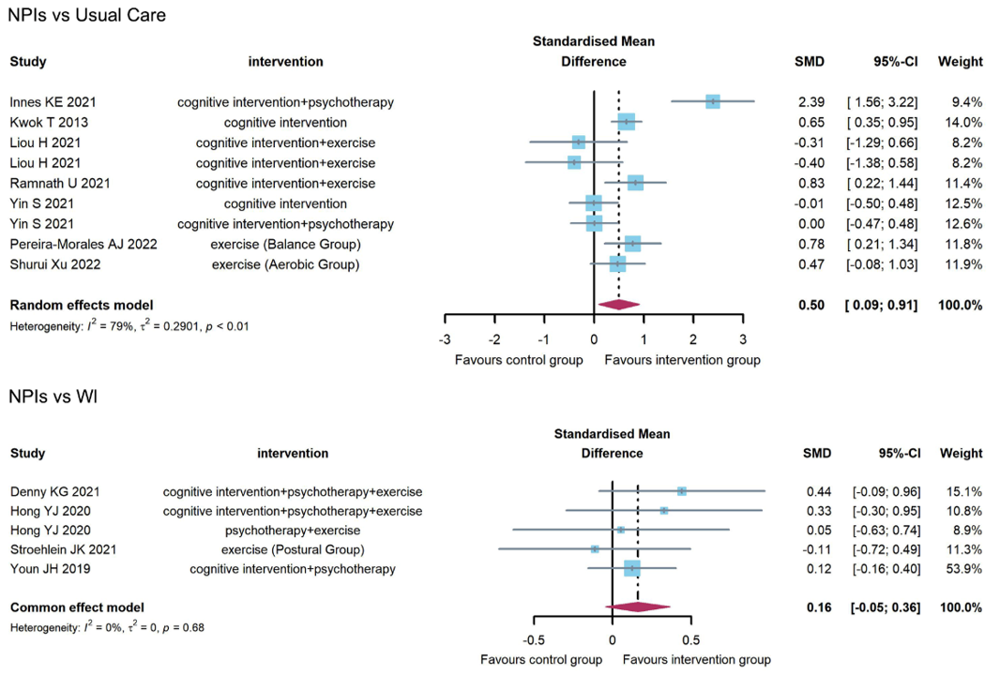 NPIs vs Usual Care
Standardised Mean
Study intervention Difference SMD 95%-CI Weight
Innes KE 2021 cognitive intervention+psychotherapy 2.39 [ 1.56; 3.22] 9.4%
Kwok T 2013 cognitive intervention 0.65 [ 0.35; 0.95] 14.0%
Liou H 2021 cognitive intervention+exercise -0.31 [-1.29; 0.66] 8.2%
Liou H 2021 cognitive intervention+exercise -0.40 [-1.38; 0.58] 8.2%
Ramnath U 2021 cognitive intervention+exercise 0.83 [ 0.22; 1.44] 11.4%
Yin S 2021 cognitive intervention -0.01 [-0.50; 0.48] 12.5%
Yin S 2021 cognitive intervention+psychotherapy 0.00 [-0.47; 0.48] 12.6%
Pereira-Morales AJ 2022 exercise (Balance Group) 0.78 [ 0.21; 1.34] 11.8%
Shurui Xu 2022 exercise (Aerobic Group) 0.47 [-0.08; 1.03] 11.9%
Random effects model 0.50 [ 0.09; 0.91] 100.0%
Heterogeneity: I² = 79%, τ² = 0.2901, p < 0.01
-3 -2 -1 0 1 2 3
Favours control group Favours intervention group
NPIs vs WI
Standardised Mean
Study intervention Difference SMD 95%-CI Weight
Denny KG 2021 cognitive intervention+psychotherapy+exercise 0.44 [-0.09; 0.96] 15.1%
Hong YJ 2020 cognitive intervention+psychotherapy+exercise 0.33 [-0.30; 0.95] 10.8%
Hong YJ 2020 psychotherapy+exercise 0.05 [-0.63; 0.74] 8.9%
Stroehlein JK 2021 exercise (Postural Group) -0.11 [-0.72; 0.49] 11.3%
Youn JH 2019 cognitive intervention+psychotherapy 0.12 [-0.16; 0.40] 53.9%
Common effect model 0.16 [-0.05; 0.36] 100.0%
Heterogeneity: I² = 0%, τ² = 0, p = 0.68
-0.5 0 0.5
Favours control group Favours intervention group